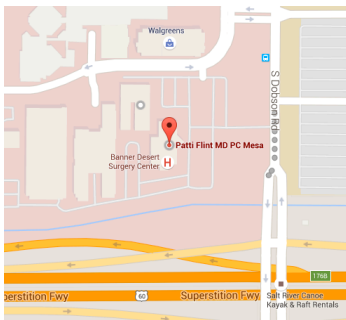 Walgreens
S Dobson Rd
Patti Flint MD PC Mesa
Banner Desert
Surgery Center
H
176B
perstition Fwy
60
Superstition Fwy
Salt River Canoe
Kayak & Raft Rentals